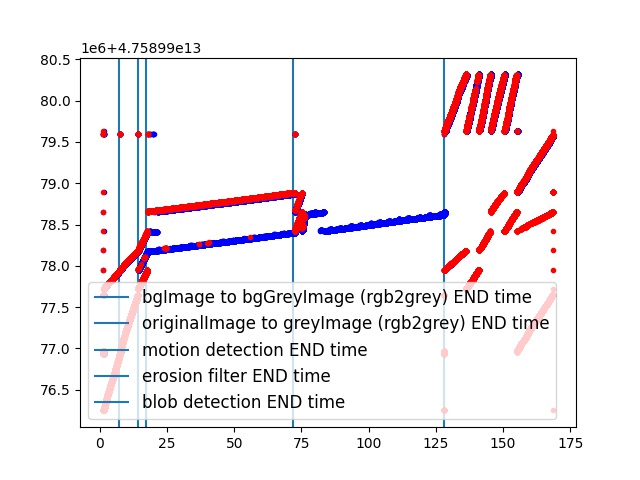 1e6+4.75899e13
80.5
80.0
79.5
79.0
78.5
78.0
77.5
77.0
76.5
bgImage to bgGreyImage (rgb2grey) END time
originalImage to greyImage (rgb2grey) END time
motion detection END time
erosion filter END time
blob detection END time
0 25 50 75 100 125 150 175